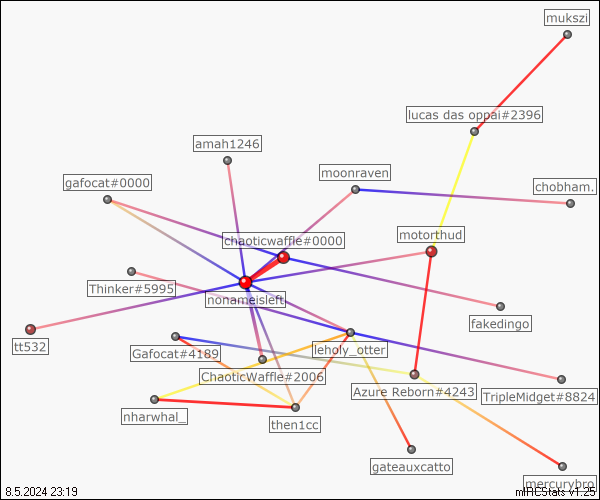 mukszi
lucas das oppai#2396
amah1246
moonraven
gafocat#0000
chobham.
chaoticwaffle#0000
motorthud
Thinker#5995
nonameisleft
fakedingo
tt532
Gafocat#4189
leholy_otter
ChaoticWaffle#2006
Azure Reborn#4243
TripleMidget#8824
nharwhal_
then1cc
gateauxcatto
mercurybro
8.5.2024 23:19
mIRCStats v1.25